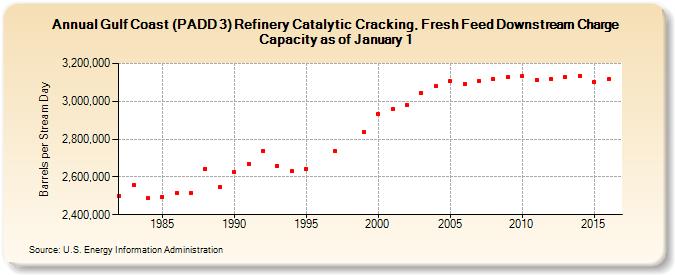 Annual Gulf Coast (PADD 3) Refinery Catalytic Cracking, Fresh Feed Downstream Charge
Capacity as of January 1
Barrels per Stream Day
3,200,000
3,000,000
2,800,000
2,600,000
2,400,000
1985 1990 1995 2000 2005 2010 2015
Source: U.S. Energy Information Administration